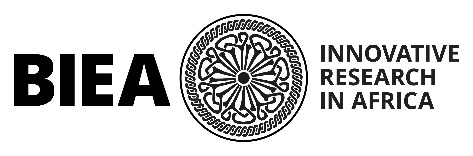 BIEA
INNOVATIVE
RESEARCH
IN AFRICA